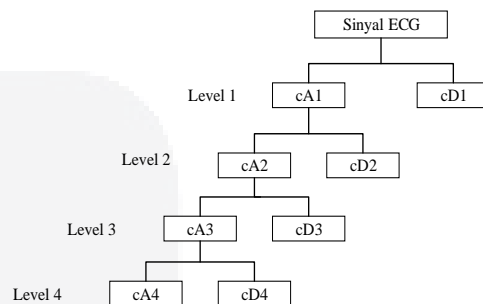 Sinyal ECG
Level 1 cA1 cD1
Level 2 cA2 cD2
Level 3 cA3 cD3
Level 4 cA4 cD4